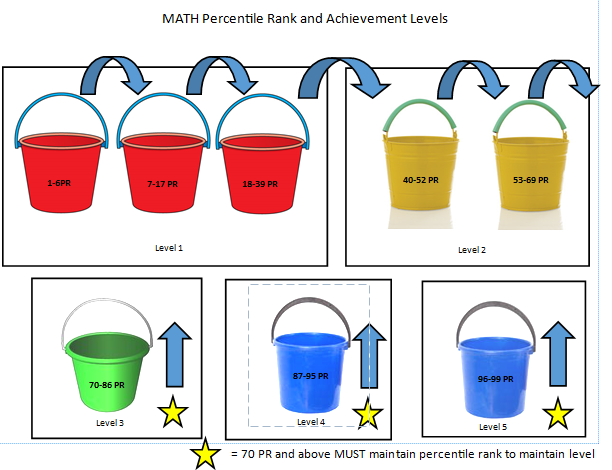 MATH Percentile Rank and Achievement Levels
1-6PR
7-17 PR
18-39 PR
40-52 PR
53-69 PR
Level 1
Level 2
70-86 PR
87-95 PR
96-99 PR
Level 3
Level 4
Level 5
= 70 PR and above MUST maintain percentile rank to maintain level